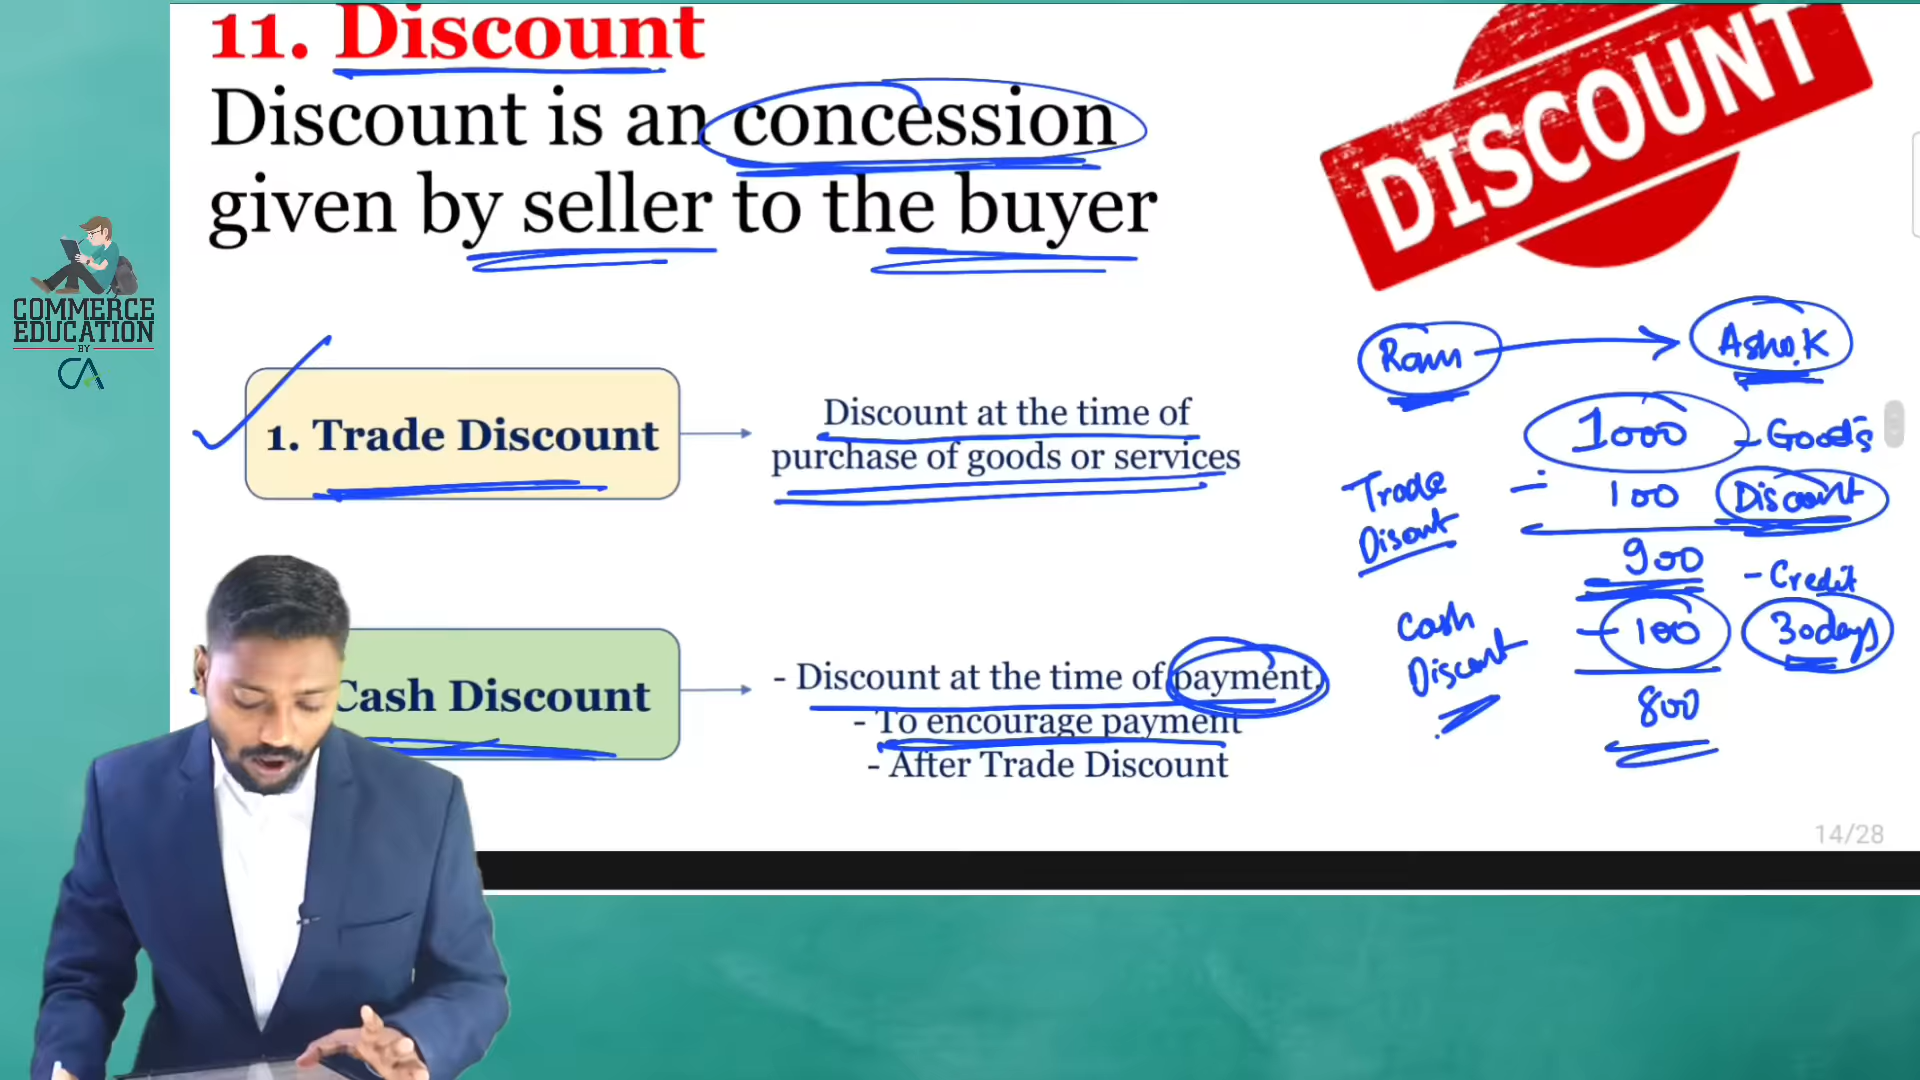 11. Discount
Discount is an concession
given by seller to the buyer
DISCOUNT
COMMERCE
EDUCATION
BY
CA
1. Trade Discount
Discount at the time of
purchase of goods or services
Cash Discount
- Discount at the time of payment.
- To encourage payment
- After Trade Discount
Ram
Ashok
1000 - Goods
Trade
Disount
- 100 Discount
900 - Credit
Cash
Discount
- 100 30days
800
14/28